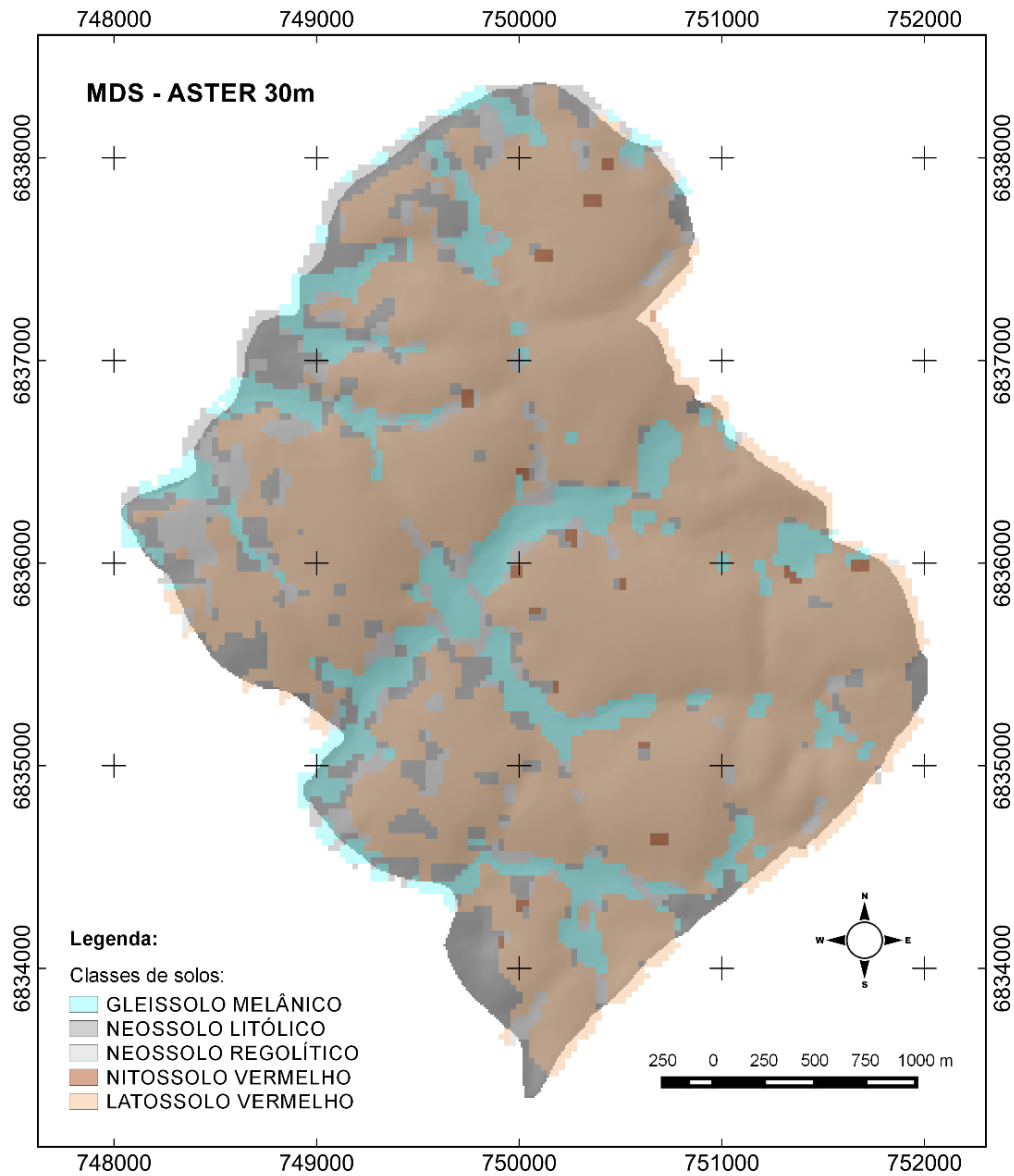 748000 749000 750000 751000 752000
MDS - ASTER 30m
6838000 6838000
6837000 6837000
6836000 6836000
6835000 6835000
6834000 6834000
N
W E
S
Legenda:
Classes de solos:
GLEISSOLO MELÂNICO
NEOSSOLO LITÓLICO
NEOSSOLO REGOLÍTICO
NITOSSOLO VERMELHO
LATOSSOLO VERMELHO
250 0 250 500 750 1000 m
748000 749000 750000 751000 752000